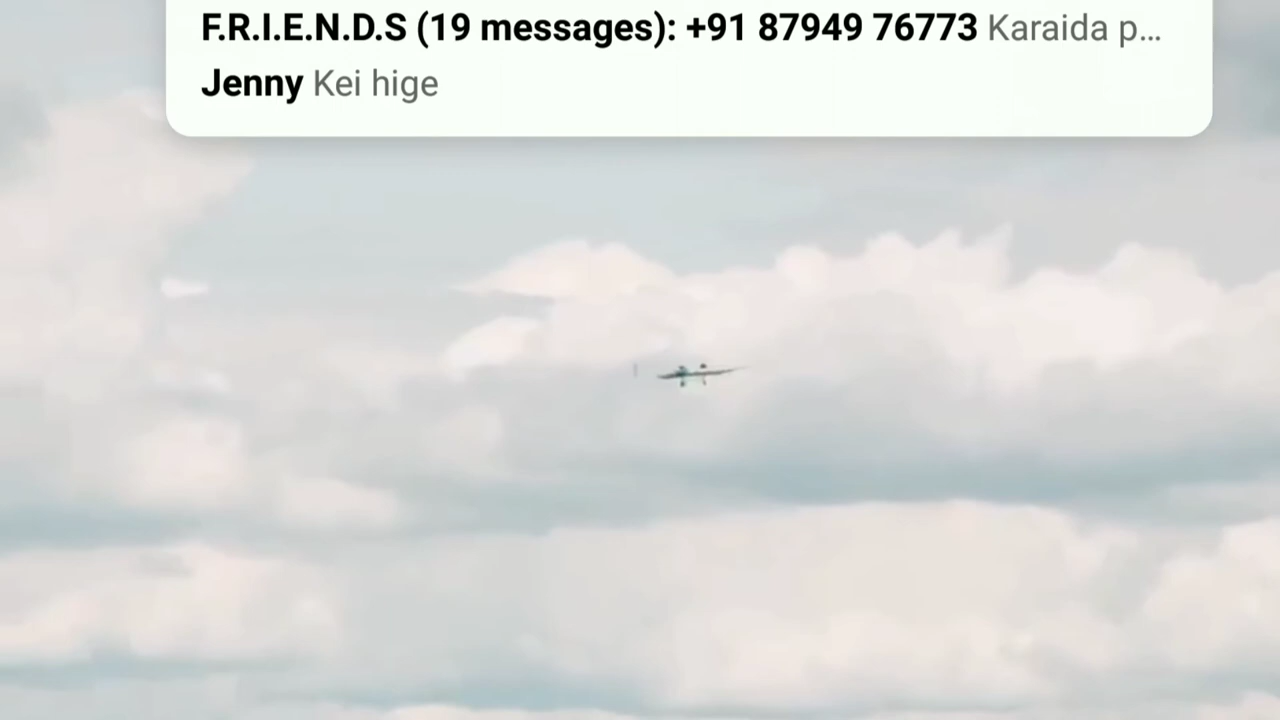 F.R.I.E.N.D.S (19 messages): +91 87949 76773 Karaida p...
Jenny Kei hige